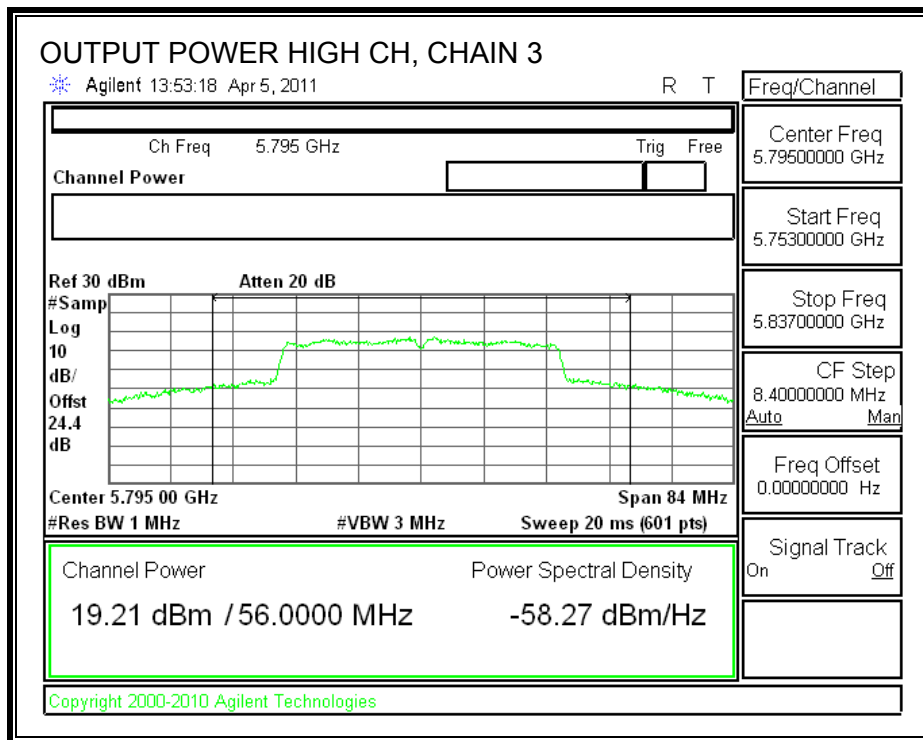 OUTPUT POWER HIGH CH, CHAIN 3
Agilent 13:53:18 Apr 5, 2011 R T
Freq/Channel
Ch Freq 5.795 GHz Trig Free
Channel Power
Center Freq
5.79500000 GHz
Start Freq
5.75300000 GHz
Stop Freq
5.83700000 GHz
CF Step
8.40000000 MHz
Auto Man
Freq Offset
0.00000000 Hz
Signal Track
On Off
Ref 30 dBm Atten 20 dB
#Samp
Log
10
dB/
Offst
24.4
dB
Center 5.795 00 GHz Span 84 MHz
#Res BW 1 MHz #VBW 3 MHz Sweep 20 ms (601 pts)
Channel Power Power Spectral Density
19.21 dBm / 56.0000 MHz -58.27 dBm/Hz
Copyright 2000-2010 Agilent Technologies